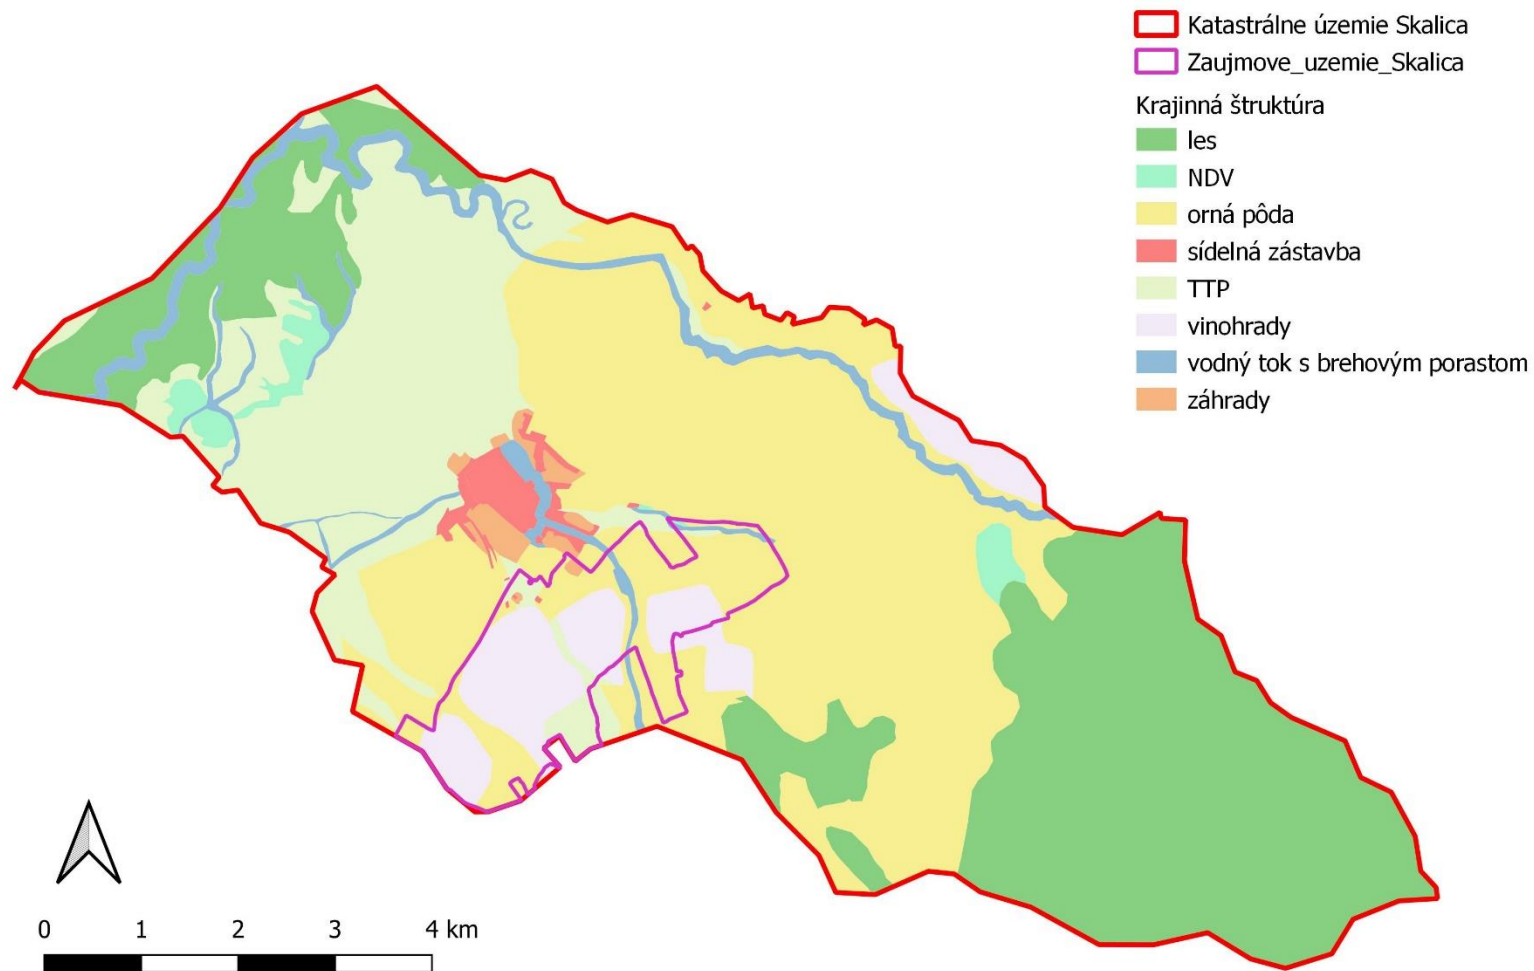 Katastrálne územie Skalica
Zaujmove_uzemie_Skalica
Krajinná štruktúra
les
NDV
orná pôda
sídelná zástavba
TTP
vinohrady
vodný tok s brehovým porastom
záhrady
0 1 2 3 4 km